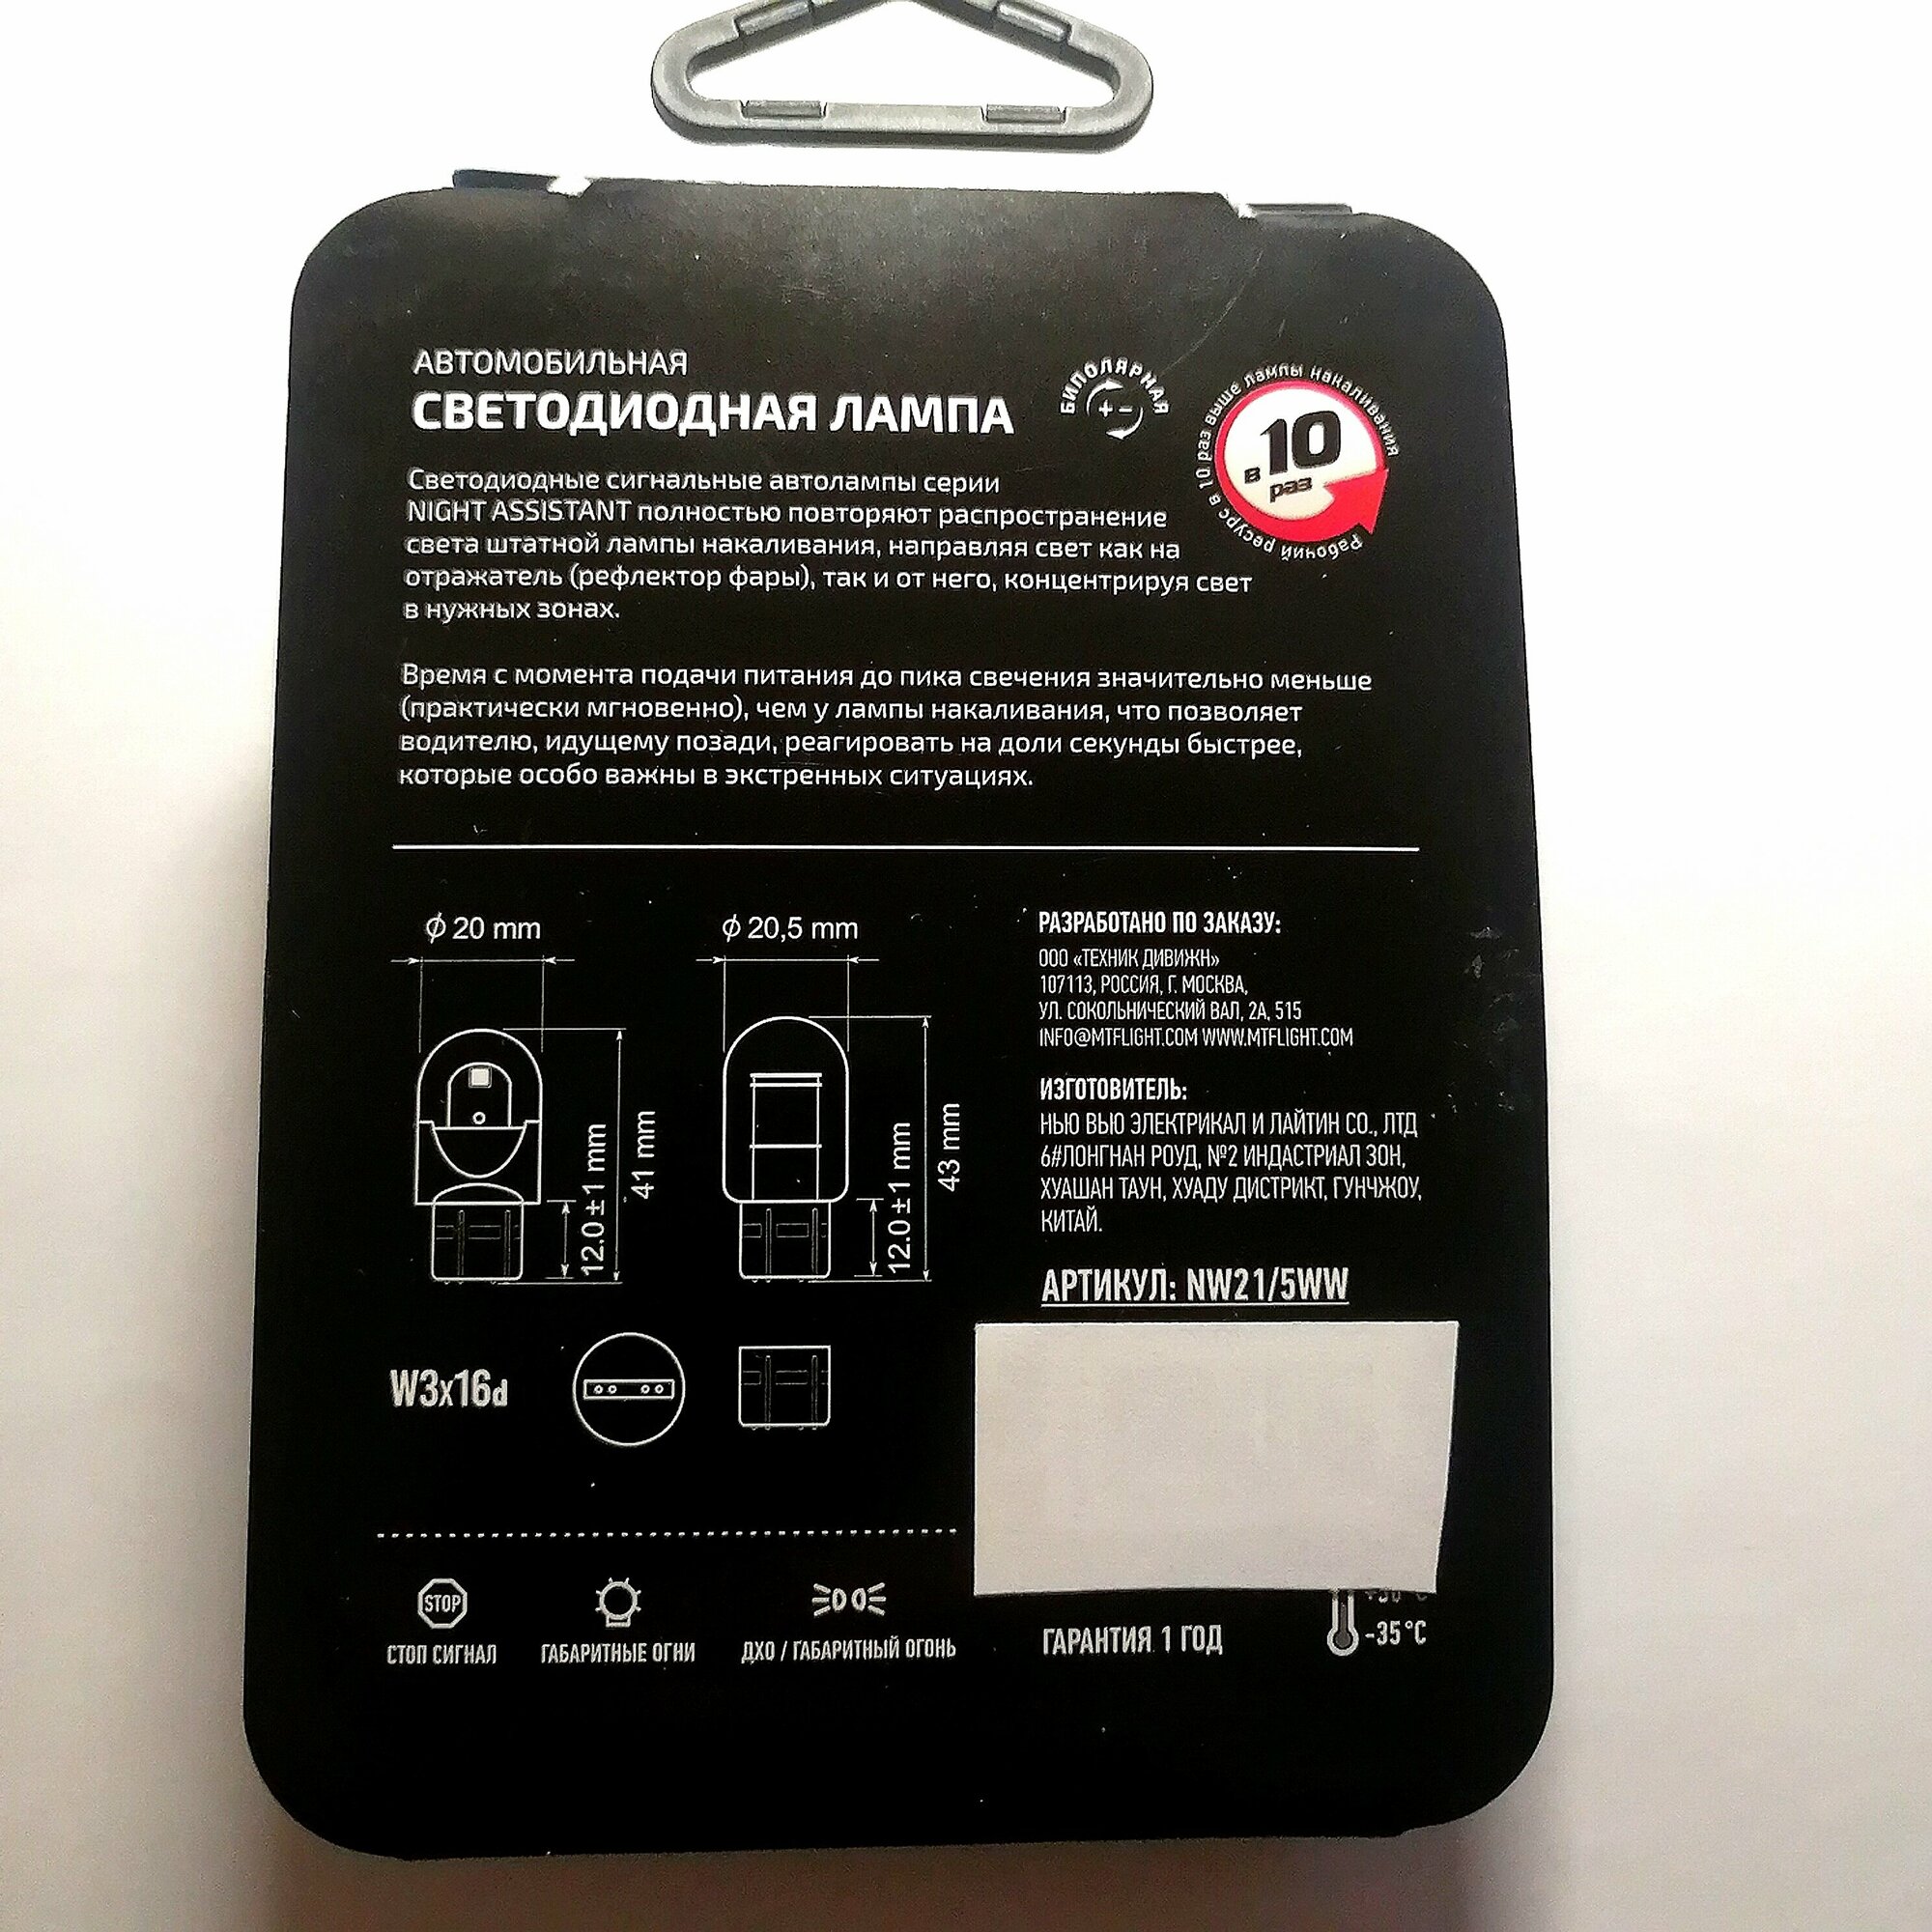 АВТОМОБИЛЬНАЯ
СВЕТОДИОДНАЯ ЛАМПА
БИПОЛЯРНАЯ
+ -
Рабочий ресурс в 10 раз выше лампы накаливания
в 10
раз
Светодиодные сигнальные автолампы серии
NIGHT ASSISTANT полностью повторяют распространение
света штатной лампы накаливания, направляя свет как на
отражатель (рефлектор фары), так и от него, концентрируя свет
в нужных зонах.
Время с момента подачи питания до пика свечения значительно меньше
(практически мгновенно), чем у лампы накаливания, что позволяет
водителю, идущему позади, реагировать на доли секунды быстрее,
которые особо важны в экстренных ситуациях.
ϕ 20 mm
12.0±1 mm
41 mm
ϕ 20,5 mm
12.0±1 mm
43 mm
W3x16d
РАЗРАБОТАНО ПО ЗАКАЗУ:
ООО «ТЕХНИК ДИВИЖН»
107113, РОССИЯ, Г. МОСКВА,
УЛ. СОКОЛЬНИЧЕСКИЙ ВАЛ, 2А, 515
INFO@MTFLIGHT.COM WWW.MTFLIGHT.COM
ИЗГОТОВИТЕЛЬ:
НЬЮ ВЬЮ ЭЛЕКТРИКАЛ И ЛАЙТИН СО., ЛТД
6#ЛОНГНАН РОУД, №2 ИНДАСТРИАЛ ЗОН,
ХУАШАН ТАУН, ХУАДУ ДИСТРИКТ, ГУНЧЖОУ,
КИТАЙ.
АРТИКУЛ: NW21/5WW
STOP
СТОП СИГНАЛ
ГАБАРИТНЫЕ ОГНИ
ДХО / ГАБАРИТНЫЙ ОГОНЬ
ГАРАНТИЯ 1 ГОД
-35°C